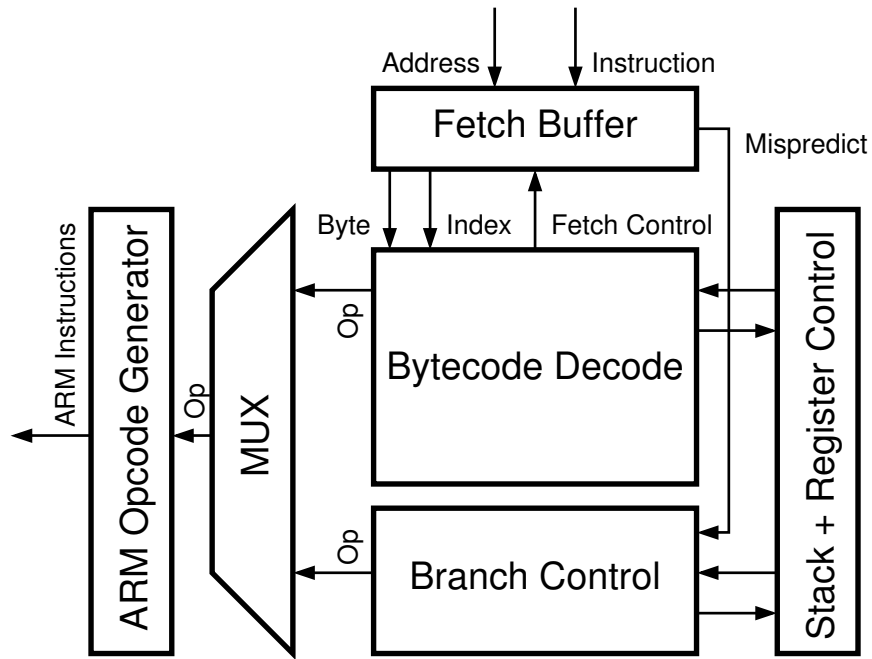 Address
Instruction
Fetch Buffer
Mispredict
Byte
Index
Fetch Control
ARM Instructions
ARM Opcode Generator
Op
MUX
Op
Bytecode Decode
Stack + Register Control
Op
Branch Control